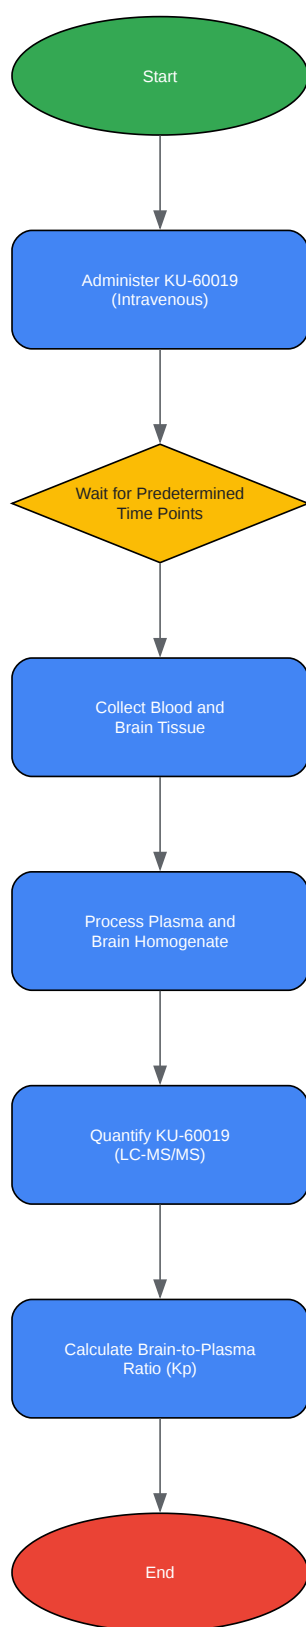 Start
Administer KU-60019
(Intravenous)
Wait for Predetermined
Time Points
Collect Blood and
Brain Tissue
Process Plasma and
Brain Homogenate
Quantify KU-60019
(LC-MS/MS)
Calculate Brain-to-Plasma
Ratio (Kp)
End